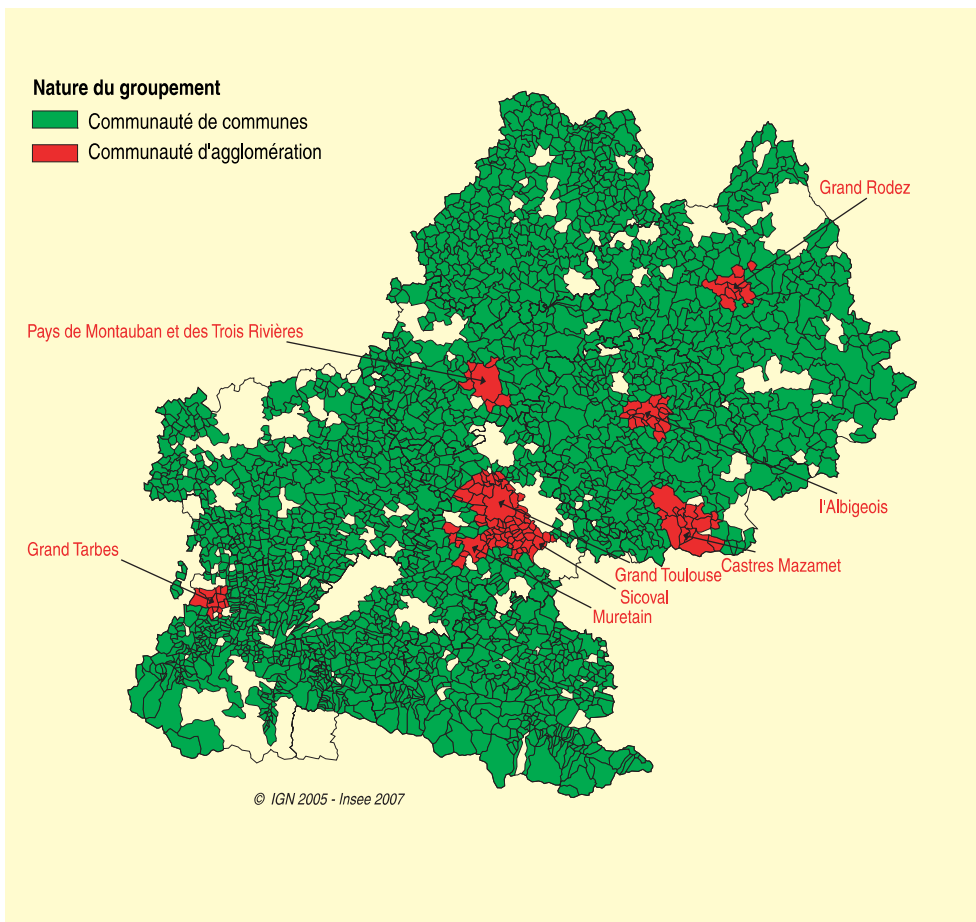 Nature du groupement
Communauté de communes
Communauté d'agglomération
Grand Rodez
Pays de Montauban et des Trois Rivières
l'Albigeois
Grand Tarbes
Grand Toulouse
Castres Mazamet
Sicoval
Muretain
© IGN 2005 - Insee 2007